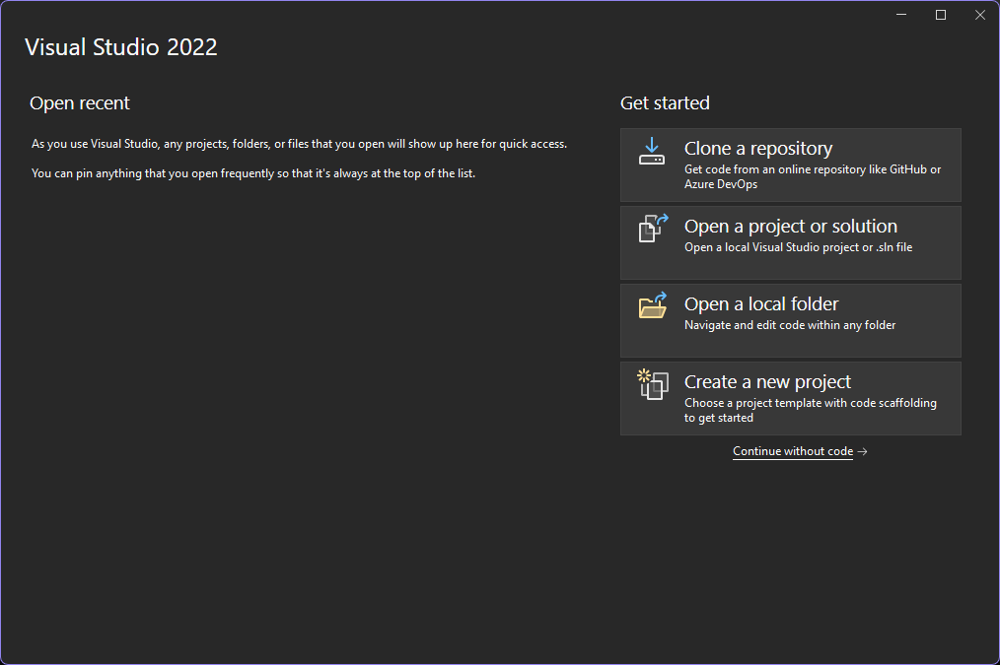 Visual Studio 2022
Open recent
As you use Visual Studio, any projects, folders, or files that you open will show up here for quick access.
You can pin anything that you open frequently so that it's always at the top of the list.
Get started
Clone a repository
Get code from an online repository like GitHub or
Azure DevOps
Open a project or solution
Open a local Visual Studio project or .sln file
Open a local folder
Navigate and edit code within any folder
Create a new project
Choose a project template with code scaffolding
to get started
Continue without code →